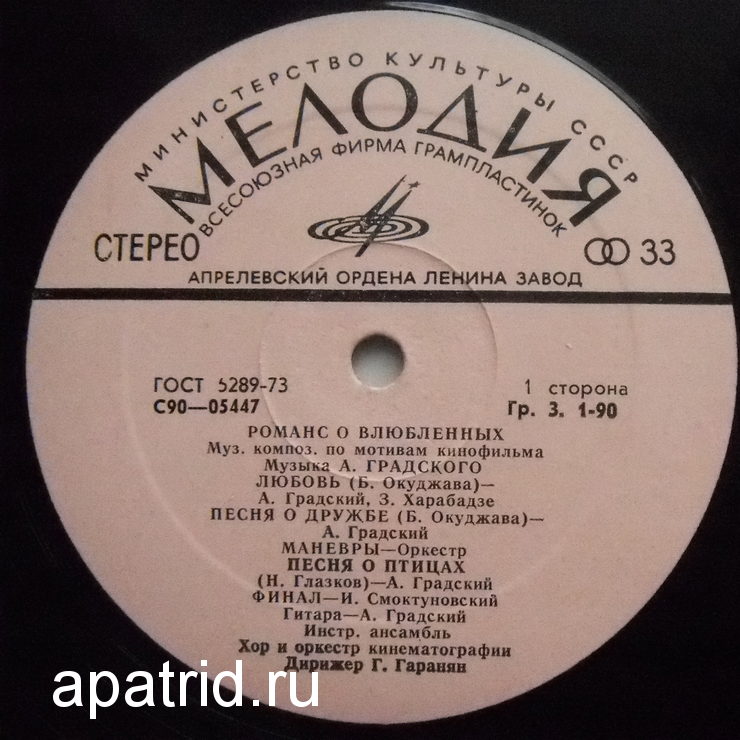 МИНИСТЕРСТВО КУЛЬТУРЫ СССР
МЕЛОДИЯ
ВСЕСОЮЗНАЯ ФИРМА ГРАМПЛАСТИНОК
СТЕРЕО
33
АПРЕЛЕВСКИЙ ОРДЕНА ЛЕНИНА ЗАВОД
ГОСТ 5289-73
1 сторона
С90—05447
Гр. 3. 1-90
РОМАНС О ВЛЮБЛЕННЫХ
Муз. композ. по мотивам кинофильма
Музыка А. ГРАДСКОГО
ЛЮБОВЬ (Б. Окуджава)—
А. Градский, З. Харабадзе
ПЕСНЯ О ДРУЖБЕ (Б. Окуджава)—
А. Градский
МАНЕВРЫ—Оркестр
ПЕСНЯ О ПТИЦАХ
(Н. Глазков)—А. Градский
ФИНАЛ—И. Смоктуновский
Гитара—А. Градский
Инстр. ансамбль
Хор и оркестр кинематографии
Дирижер Г. Гаранян
apatrid.ru